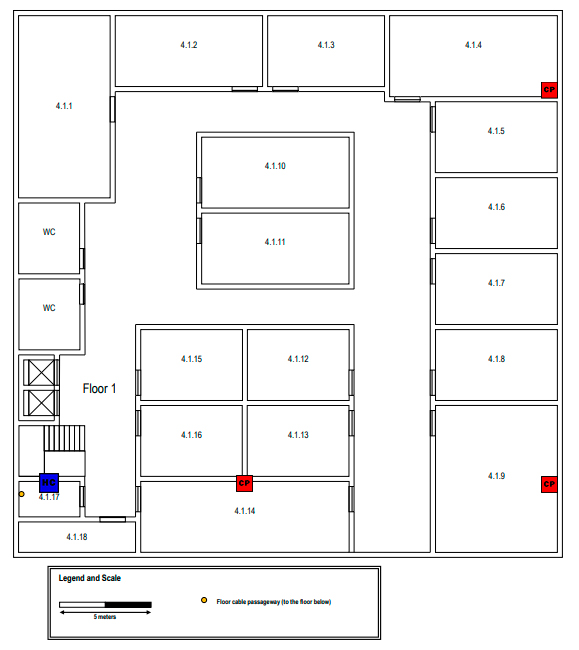 4.1.2
4.1.3
4.1.4
CP
4.1.1
4.1.5
4.1.10
4.1.6
WC
4.1.11
4.1.7
WC
4.1.15
4.1.12
4.1.8
Floor 1
4.1.16
4.1.13
4.1.9
HC
CP
CP
4.1.17
4.1.14
4.1.18
Legend and Scale
Floor cable passageway (to the floor below)
5 meters